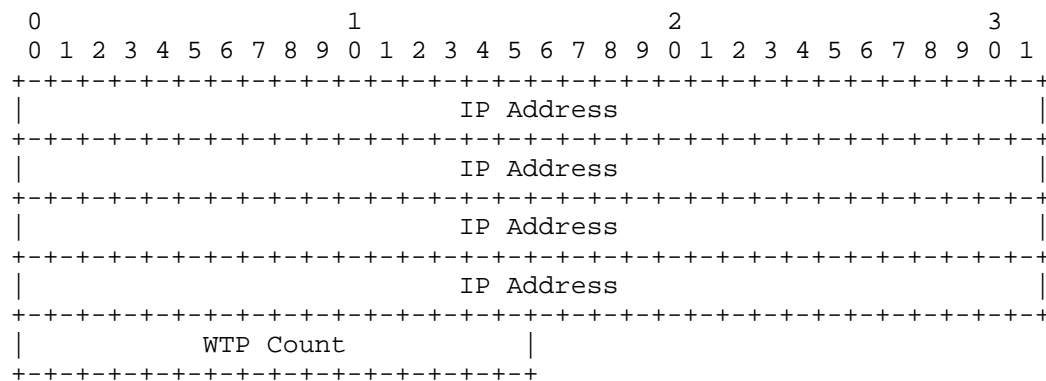 0                   1                   2                   3
 0 1 2 3 4 5 6 7 8 9 0 1 2 3 4 5 6 7 8 9 0 1 2 3 4 5 6 7 8 9 0 1
+-+-+-+-+-+-+-+-+-+-+-+-+-+-+-+-+-+-+-+-+-+-+-+-+-+-+-+-+-+-+-+-+
|                           IP Address                          |
+-+-+-+-+-+-+-+-+-+-+-+-+-+-+-+-+-+-+-+-+-+-+-+-+-+-+-+-+-+-+-+-+
|                           IP Address                          |
+-+-+-+-+-+-+-+-+-+-+-+-+-+-+-+-+-+-+-+-+-+-+-+-+-+-+-+-+-+-+-+-+
|                           IP Address                          |
+-+-+-+-+-+-+-+-+-+-+-+-+-+-+-+-+-+-+-+-+-+-+-+-+-+-+-+-+-+-+-+-+
|                           IP Address                          |
+-+-+-+-+-+-+-+-+-+-+-+-+-+-+-+-+-+-+-+-+-+-+-+-+-+-+-+-+-+-+-+-+
|           WTP Count           |
+-+-+-+-+-+-+-+-+-+-+-+-+-+-+-+-+